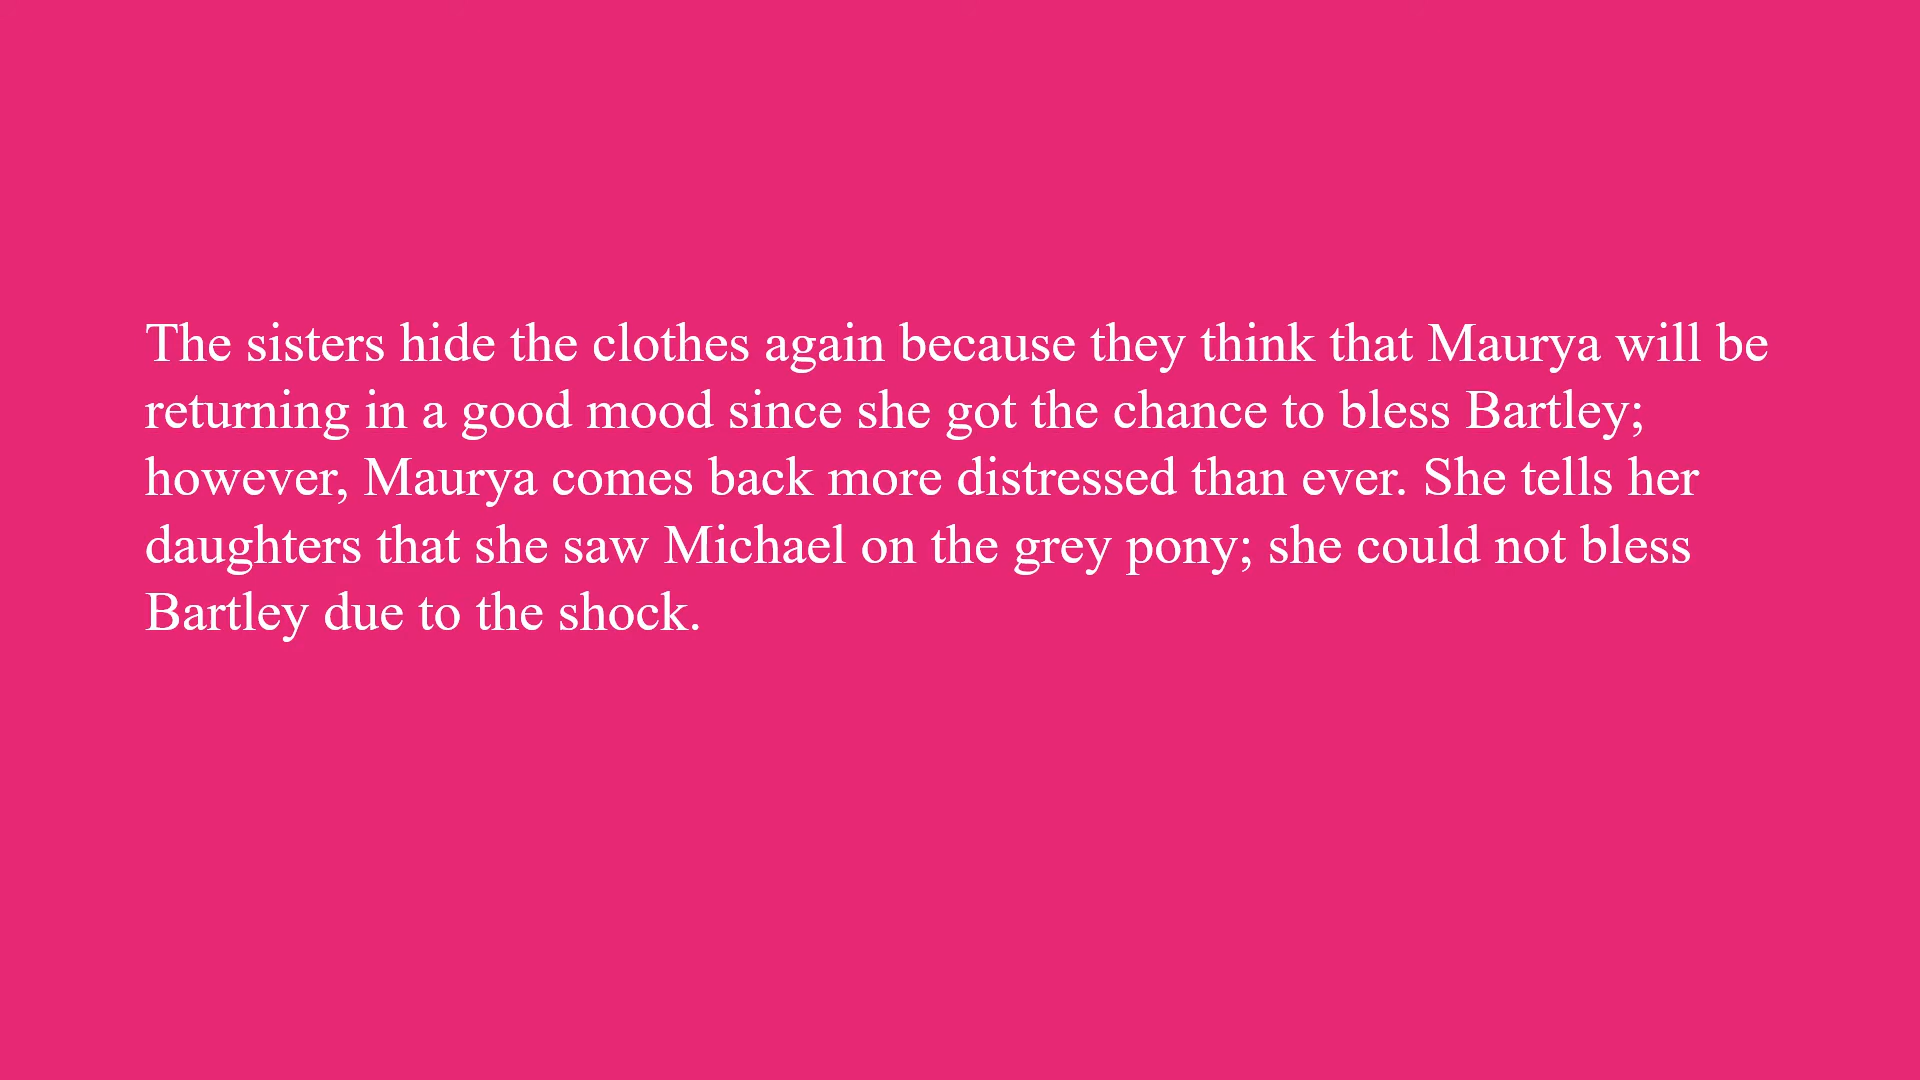 The sisters hide the clothes again because they think that Maurya will be
returning in a good mood since she got the chance to bless Bartley;
however, Maurya comes back more distressed than ever. She tells her
daughters that she saw Michael on the grey pony; she could not bless
Bartley due to the shock.